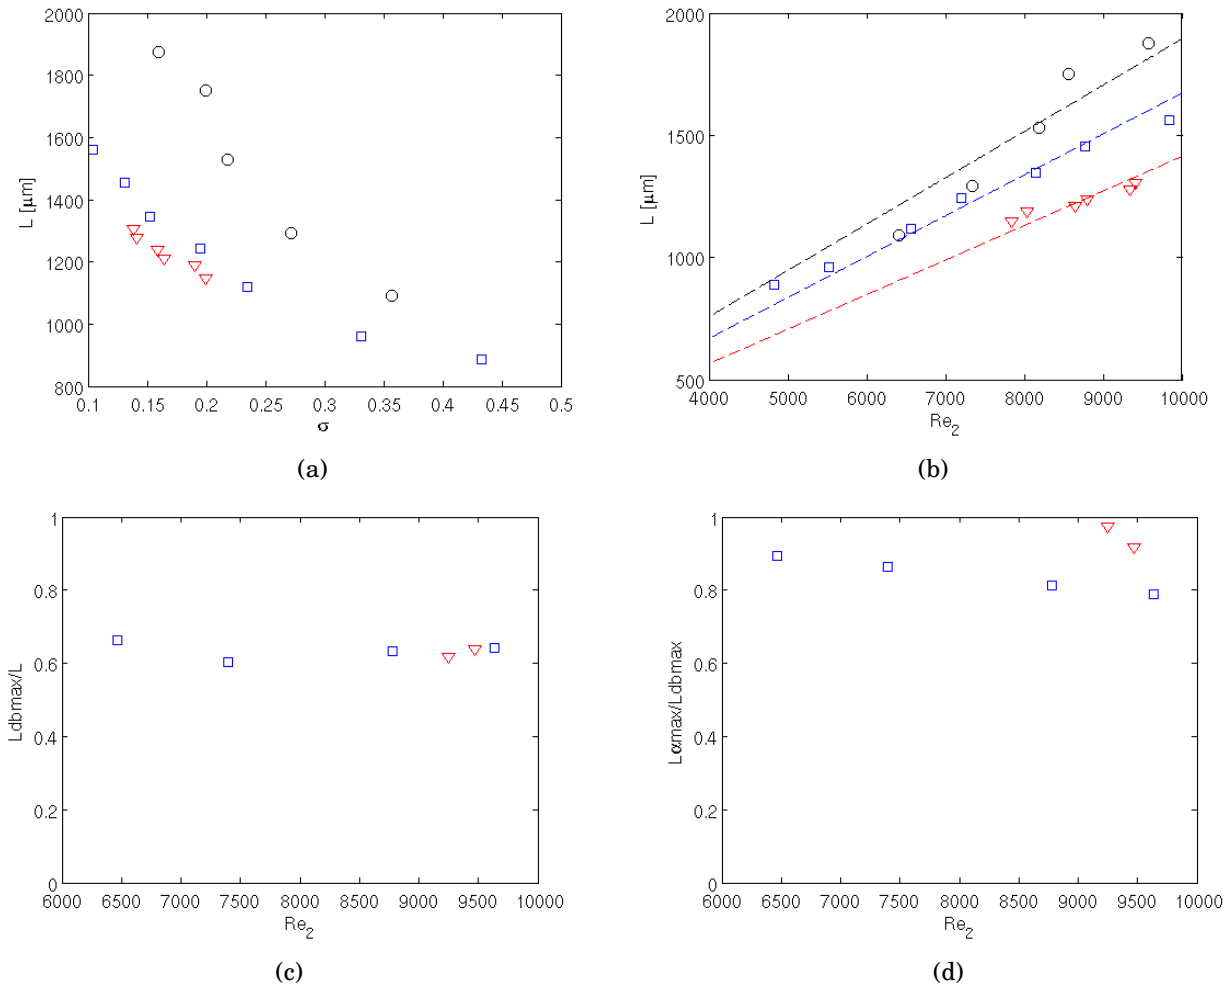 2000
1800
1600
1400
1200
1000
800
L [μm]
0.1 0.15 0.2 0.25 0.3 0.35 0.4 0.45 0.5
σ
(a)
2000
1500
1000
500
L [μm]
4000 5000 6000 7000 8000 9000 10000
Re2
(b)
1
0.8
0.6
0.4
0.2
0
Ldbmax/L
6000 6500 7000 7500 8000 8500 9000 9500 10000
Re2
(c)
1
0.8
0.6
0.4
0.2
0
Lαmax/Ldbmax
6000 6500 7000 7500 8000 8500 9000 9500 10000
Re2
(d)